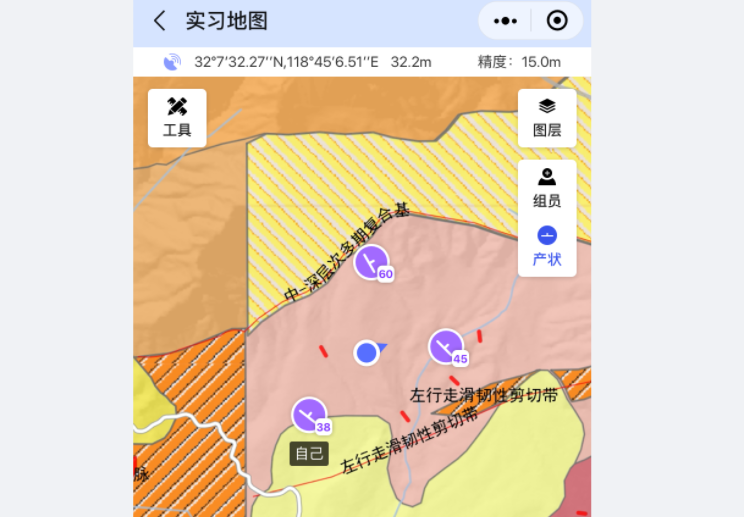 实习地图
32°7′32.27′′N,118°45′6.51′′E 32.2m 精度：15.0m
工具
图层
组员
产状
中-深层次多期复合基
60
45
左行走滑韧性剪切带
38
左行走滑韧性剪切带
自己
脉